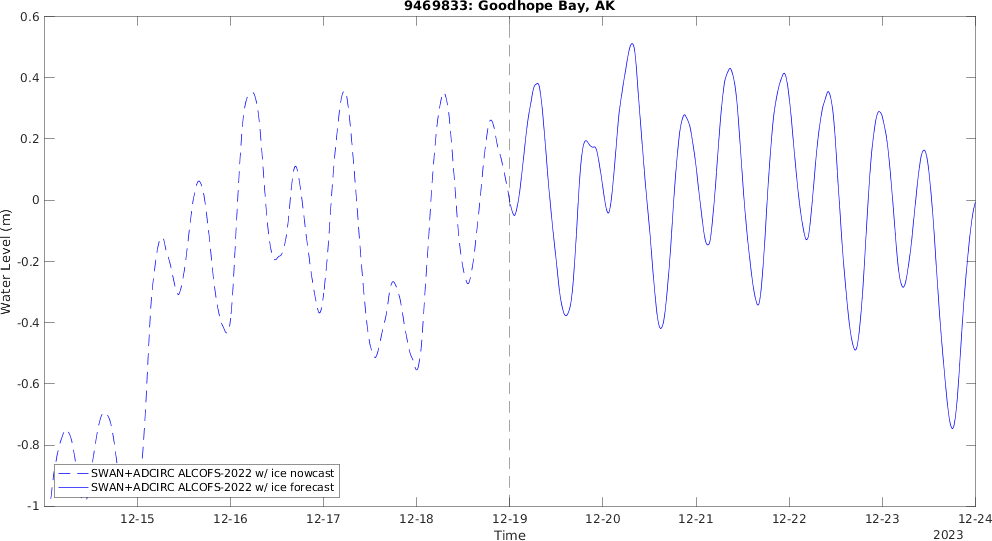 9469833: Goodhope Bay, AK
0.6
0.4
0.2
0
-0.2
-0.4
-0.6
-0.8
-1
Water Level (m)
SWAN+ADCIRC ALCOFS-2022 w/ ice nowcast
SWAN+ADCIRC ALCOFS-2022 w/ ice forecast
12-15 12-16 12-17 12-18 12-19 12-20 12-21 12-22 12-23 12-24
Time
2023